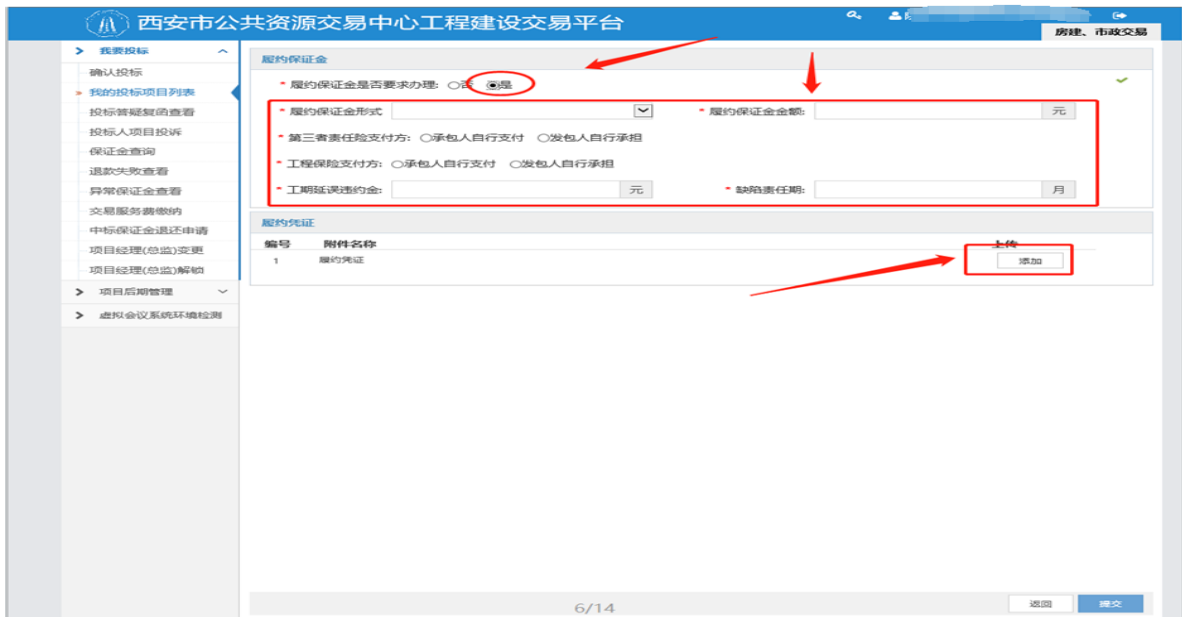 西安市公共资源交易中心工程建设交易平台
房建、市政交易
我要投标
确认投标
我的投标项目列表
投标答疑复函查看
投标人项目投诉
保证金查询
退款失败查看
异常保证金查看
交易服务费缴纳
中标保证金退还申请
项目经理(总监)变更
项目经理(总监)解锁
项目后期管理
虚拟会议系统环境检测
履约保证金
* 履约保证金是否要求办理: 否 是
* 履约保证金形式 * 履约保证金金额: 元
* 第三者责任险支付方: 承包人自行支付 发包人自行承担
* 工程保险支付方: 承包人自行支付 发包人自行承担
* 工期延误违约金: 元 * 缺陷责任期: 月
履约凭证
编号 附件名称 上传
1 履约凭证 添加
6/14 返回 提交